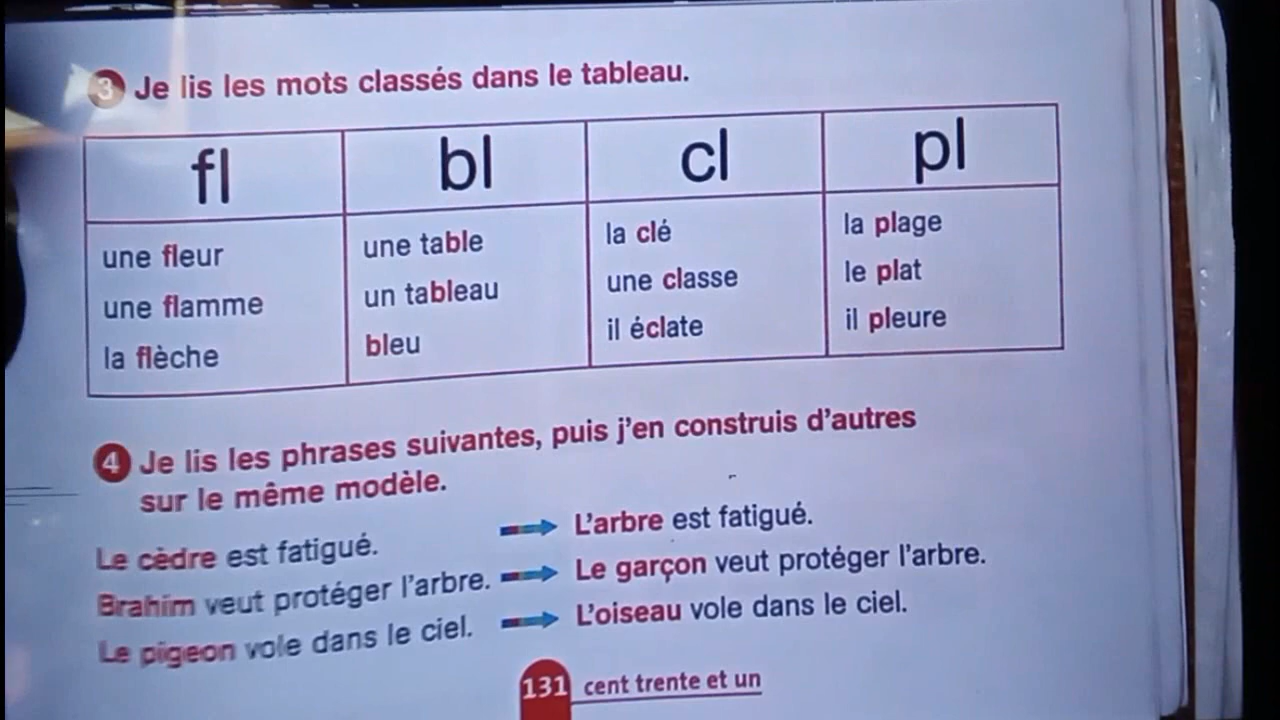 3 Je lis les mots classés dans le tableau.
fl bl cl pl
une fleur une table la clé la plage
une flamme un tableau une classe le plat
la flèche bleu il éclate il pleure
4 Je lis les phrases suivantes, puis j'en construis d'autres
sur le même modèle.
Le cèdre est fatigué. L'arbre est fatigué.
Brahim veut protéger l'arbre. Le garçon veut protéger l'arbre.
Le pigeon vole dans le ciel. L'oiseau vole dans le ciel.
131 cent trente et un